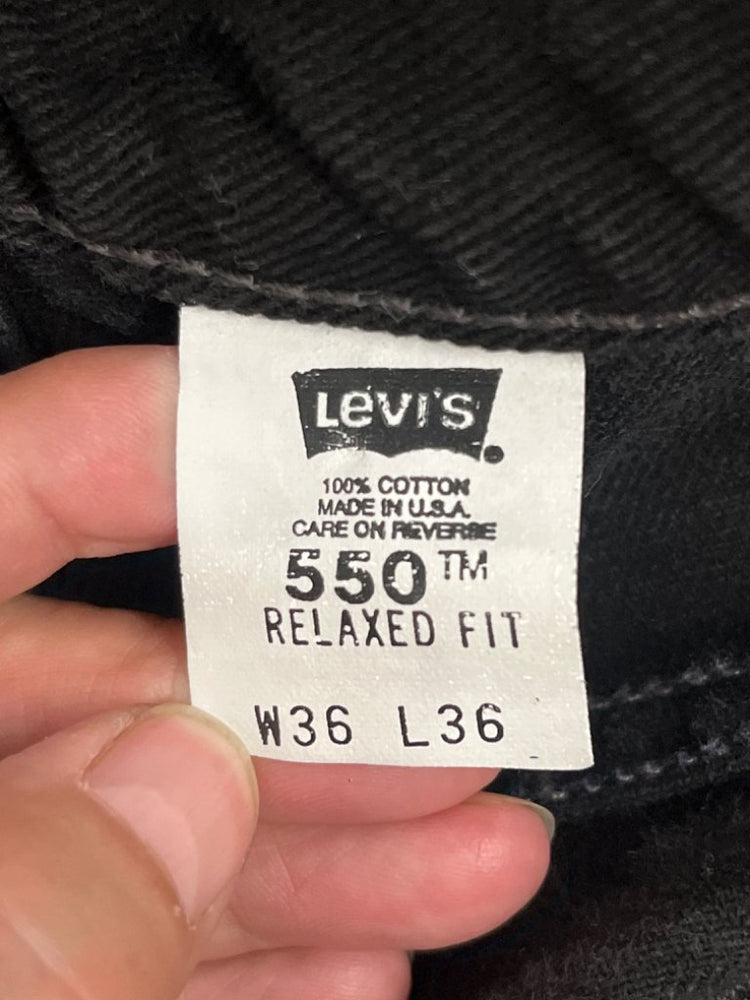 Levi's
100% COTTON
MADE IN U.S.A.
CARE ON REVERSE
550™
RELAXED FIT
W36 L36